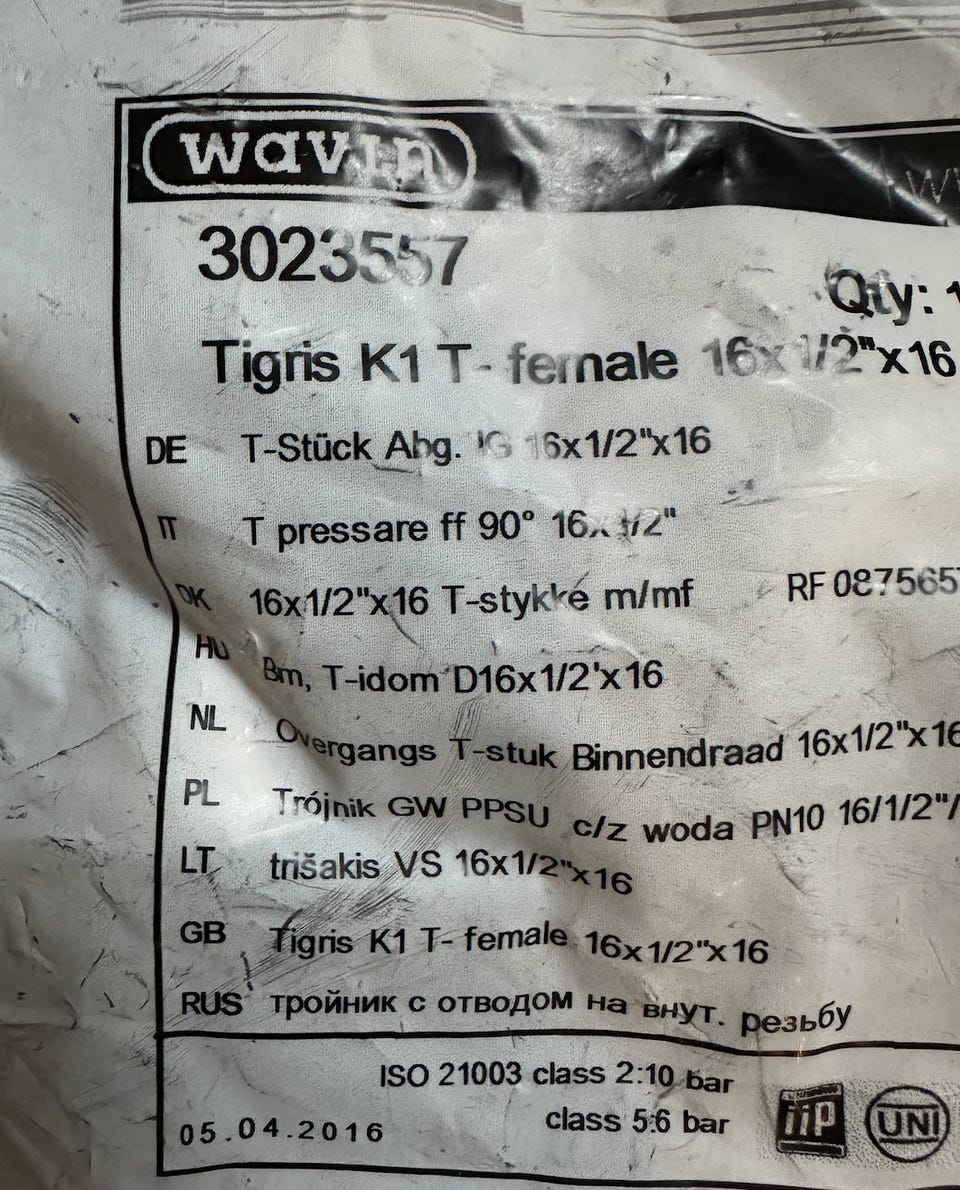 wavin
3023557
Qty:
Tigris K1 T- female 16x1/2"x16
DE T-Stück Abg. IG 16x1/2"x16
IT T pressare ff 90° 16x1/2"
DK 16x1/2"x16 T-stykke m/mf RF 087565
HU Bm, T-idom D16x1/2'x16
NL Overgangs T-stuk Binnendraad 16x1/2"x16
PL Trójnik GW PPSU c/z woda PN10 16/1/2"/
LT trišakis VS 16x1/2"x16
GB Tigris K1 T- female 16x1/2"x16
RUS тройник с отводом на внут. резьбу
ISO 21003 class 2:10 bar
class 5:6 bar
05.04.2016
iiP UNI